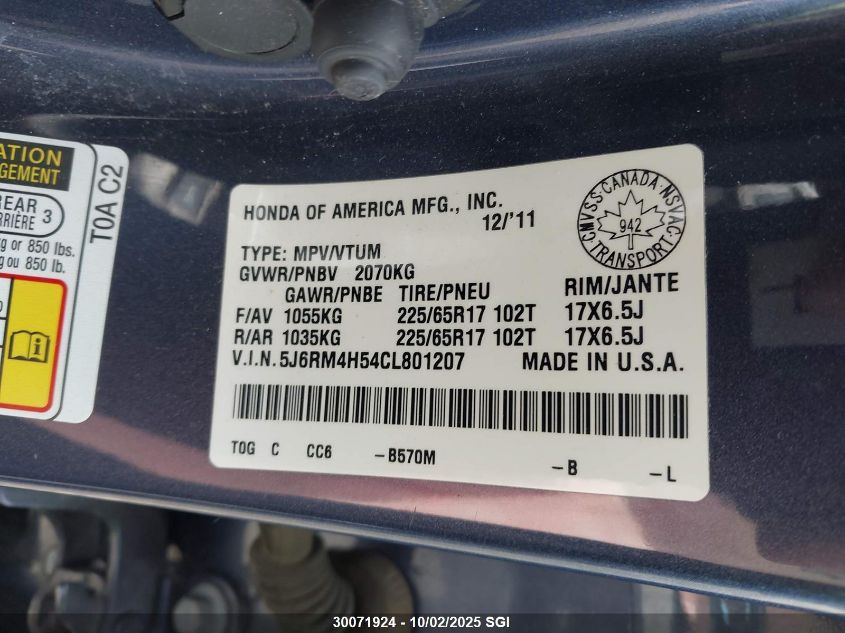 ATION
GEMENT
REAR 3
RRIÈRE
kg or 850 lbs.
g ou 850 lb.
T0A C2
HONDA OF AMERICA MFG., INC.
12/'11
CMVSS-CANADA-NSVAC
942
TRANSPORT
TYPE: MPV/VTUM
GVWR/PNBV 2070KG
GAWR/PNBE TIRE/PNEU RIM/JANTE
F/AV 1055KG 225/65R17 102T 17X6.5J
R/AR 1035KG 225/65R17 102T 17X6.5J
V.I.N.5J6RM4H54CL801207 MADE IN U.S.A.
T0G C CC6 -B570M -B -L
30071924 - 10/02/2025 SGI